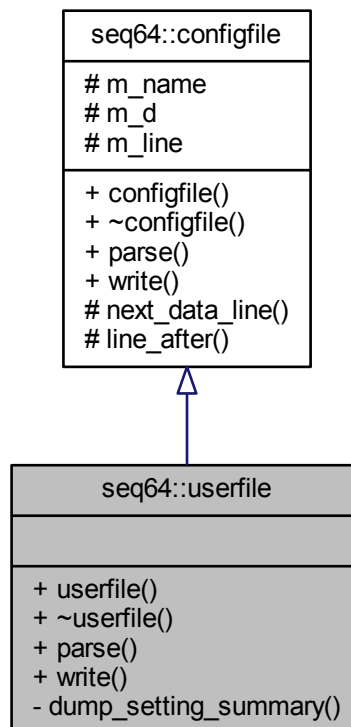 seq64::configfile
# m_name
# m_d
# m_line
+ configfile()
+ ~configfile()
+ parse()
+ write()
# next_data_line()
# line_after()
seq64::userfile
+ userfile()
+ ~userfile()
+ parse()
+ write()
- dump_setting_summary()